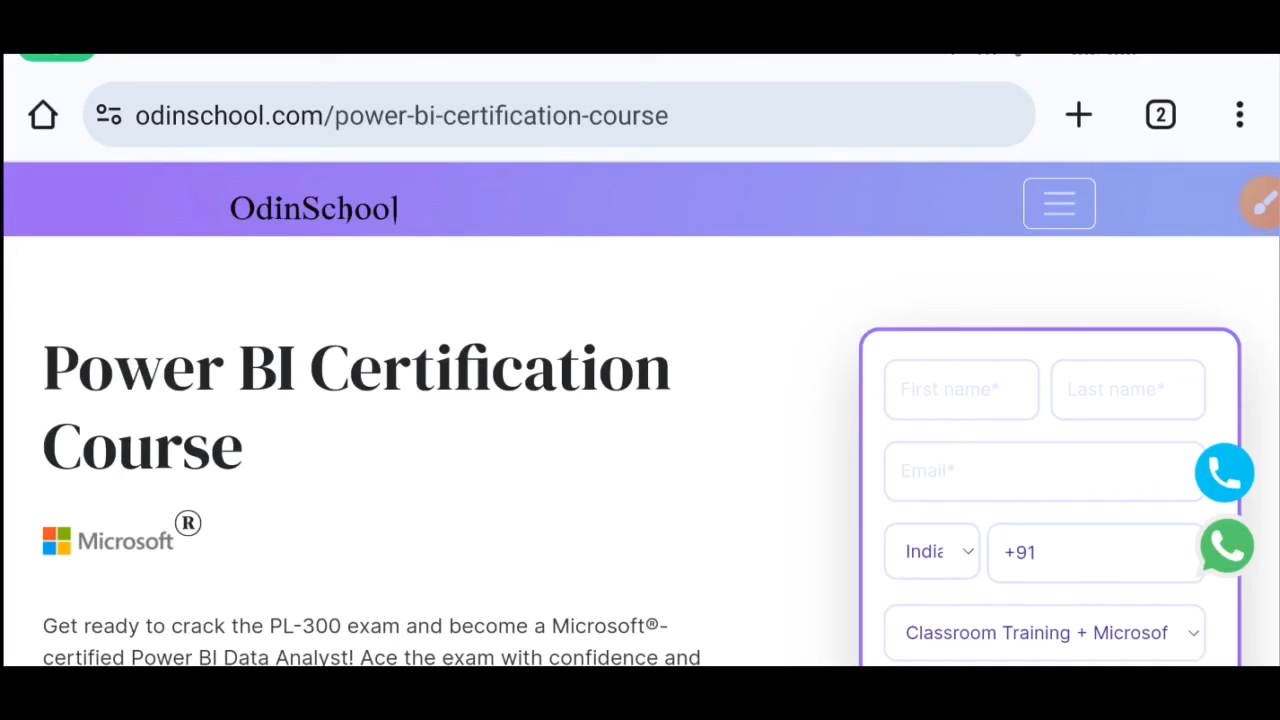 odinschool.com/power-bi-certification-course
2
OdinSchool
Power BI Certification
Course
Microsoft®
Get ready to crack the PL-300 exam and become a Microsoft®-
certified Power BI Data Analyst! Ace the exam with confidence and
First name*
Last name*
Email*
India
+91
Classroom Training + Microsof